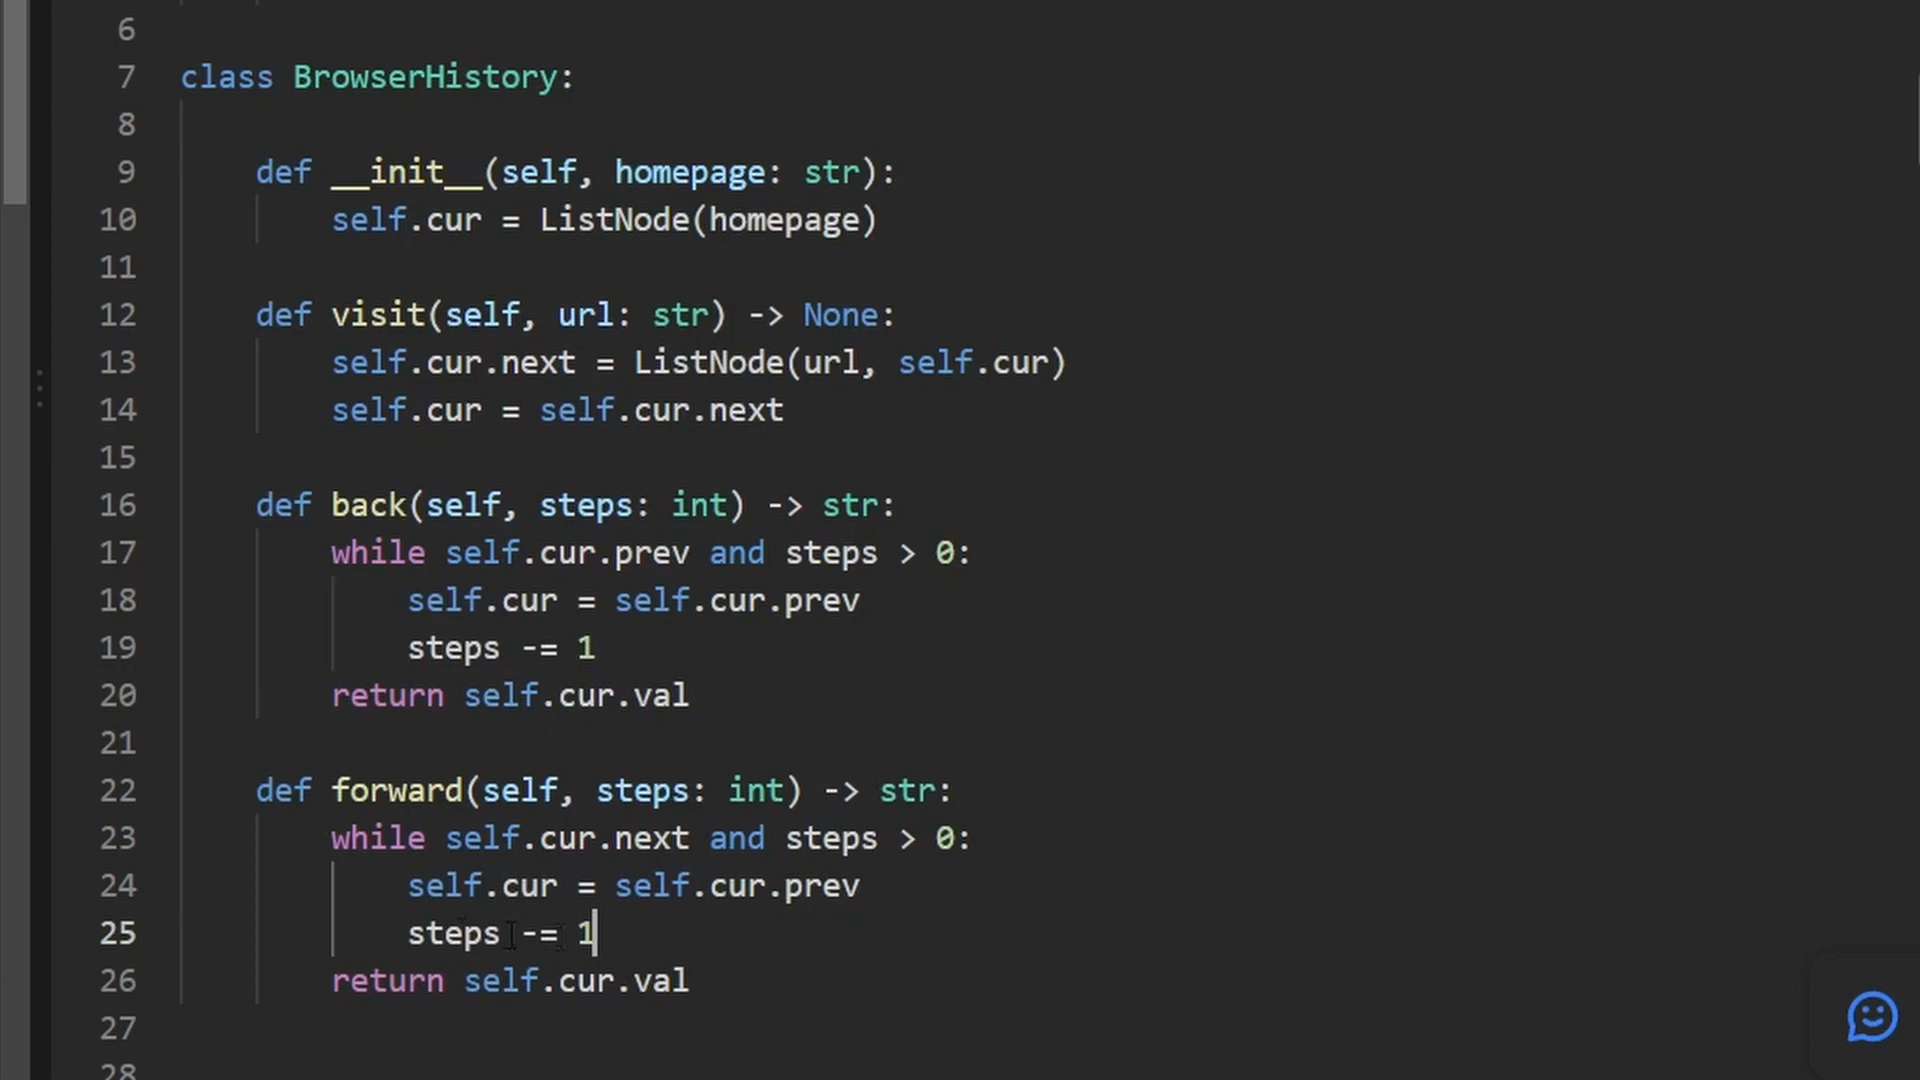 6
7 class BrowserHistory:
8
9     def __init__(self, homepage: str):
10         self.cur = ListNode(homepage)
11
12     def visit(self, url: str) -> None:
13         self.cur.next = ListNode(url, self.cur)
14         self.cur = self.cur.next
15
16     def back(self, steps: int) -> str:
17         while self.cur.prev and steps > 0:
18             self.cur = self.cur.prev
19             steps -= 1
20         return self.cur.val
21
22     def forward(self, steps: int) -> str:
23         while self.cur.next and steps > 0:
24             self.cur = self.cur.prev
25             steps -= 1
26         return self.cur.val
27
28